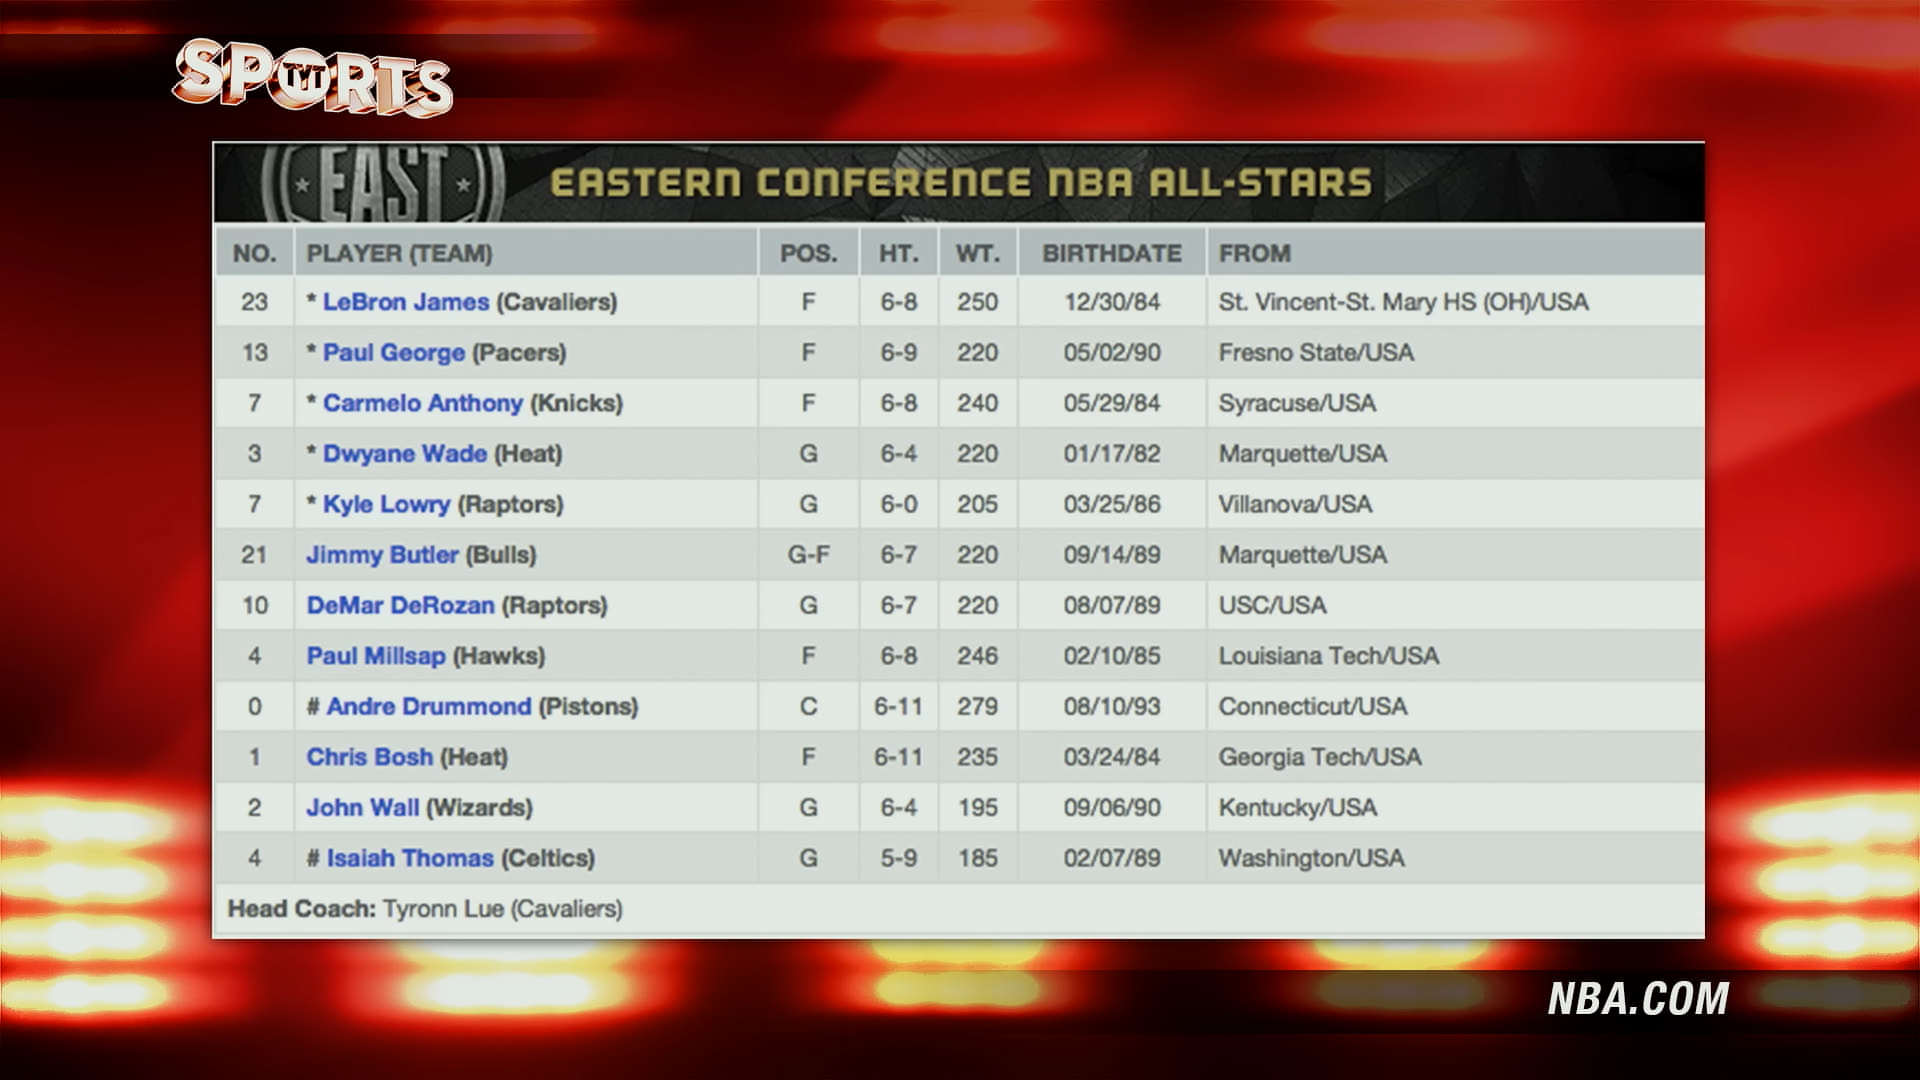 SPORTS
TYT
EAST
EASTERN CONFERENCE NBA ALL-STARS
NO. PLAYER (TEAM) POS. HT. WT. BIRTHDATE FROM
23 * LeBron James (Cavaliers) F 6-8 250 12/30/84 St. Vincent-St. Mary HS (OH)/USA
13 * Paul George (Pacers) F 6-9 220 05/02/90 Fresno State/USA
7 * Carmelo Anthony (Knicks) F 6-8 240 05/29/84 Syracuse/USA
3 * Dwyane Wade (Heat) G 6-4 220 01/17/82 Marquette/USA
7 * Kyle Lowry (Raptors) G 6-0 205 03/25/86 Villanova/USA
21 Jimmy Butler (Bulls) G-F 6-7 220 09/14/89 Marquette/USA
10 DeMar DeRozan (Raptors) G 6-7 220 08/07/89 USC/USA
4 Paul Millsap (Hawks) F 6-8 246 02/10/85 Louisiana Tech/USA
0 # Andre Drummond (Pistons) C 6-11 279 08/10/93 Connecticut/USA
1 Chris Bosh (Heat) F 6-11 235 03/24/84 Georgia Tech/USA
2 John Wall (Wizards) G 6-4 195 09/06/90 Kentucky/USA
4 # Isaiah Thomas (Celtics) G 5-9 185 02/07/89 Washington/USA
Head Coach: Tyronn Lue (Cavaliers)
NBA.COM